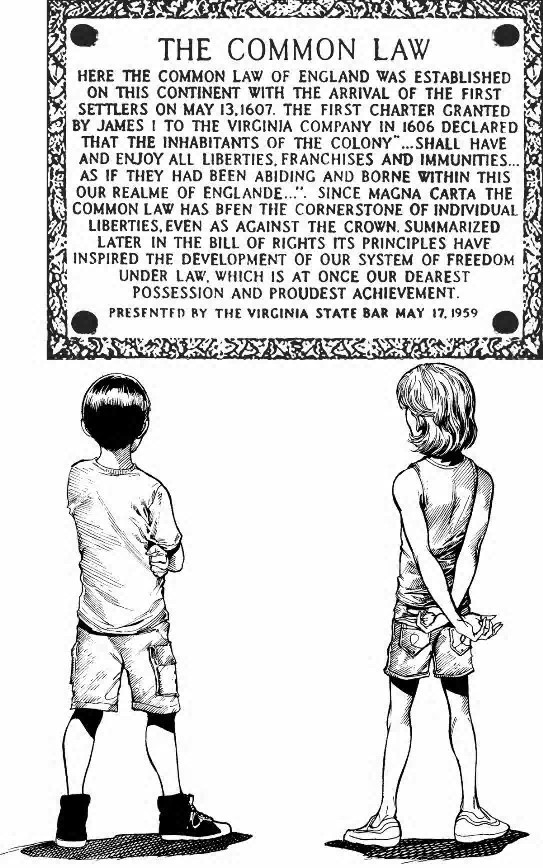 THE COMMON LAW
HERE THE COMMON LAW OF ENGLAND WAS ESTABLISHED
ON THIS CONTINENT WITH THE ARRIVAL OF THE FIRST
SETTLERS ON MAY 13,1607. THE FIRST CHARTER GRANTED
BY JAMES I TO THE VIRGINIA COMPANY IN 1606 DECLARED
THAT THE INHABITANTS OF THE COLONY "...SHALL HAVE
AND ENJOY ALL LIBERTIES, FRANCHISES AND IMMUNITIES...
AS IF THEY HAD BEEN ABIDING AND BORNE WITHIN THIS
OUR REALME OF ENGLANDE...". SINCE MAGNA CARTA THE
COMMON LAW HAS BEEN THE CORNERSTONE OF INDIVIDUAL
LIBERTIES, EVEN AS AGAINST THE CROWN. SUMMARIZED
LATER IN THE BILL OF RIGHTS ITS PRINCIPLES HAVE
INSPIRED THE DEVELOPMENT OF OUR SYSTEM OF FREEDOM
UNDER LAW, WHICH IS AT ONCE OUR DEAREST
POSSESSION AND PROUDEST ACHIEVEMENT.
PRESENTED BY THE VIRGINIA STATE BAR MAY 17, 1959